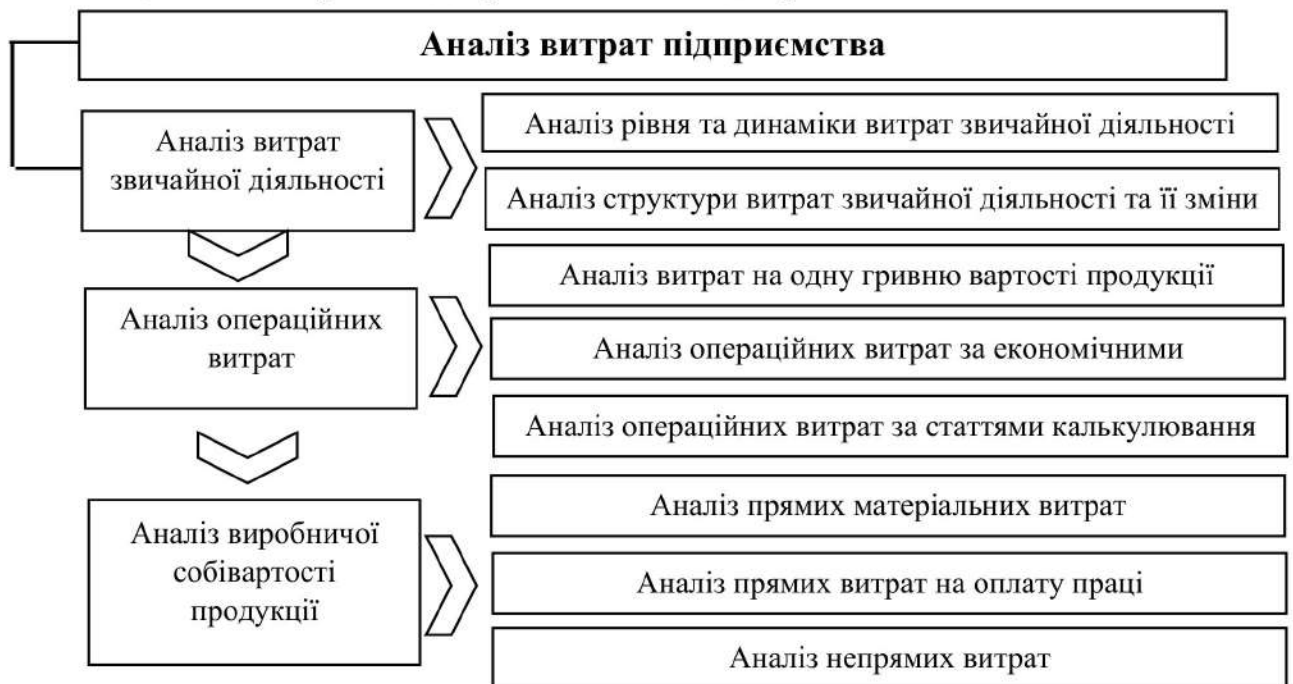 Аналіз витрат підприємства
Аналіз витрат
звичайної діяльності
Аналіз рівня та динаміки витрат звичайної діяльності
Аналіз структури витрат звичайної діяльності та її зміни
Аналіз операційних
витрат
Аналіз витрат на одну гривню вартості продукції
Аналіз операційних витрат за економічними
Аналіз операційних витрат за статтями калькулювання
Аналіз виробничої
собівартості
продукції
Аналіз прямих матеріальних витрат
Аналіз прямих витрат на оплату праці
Аналіз непрямих витрат